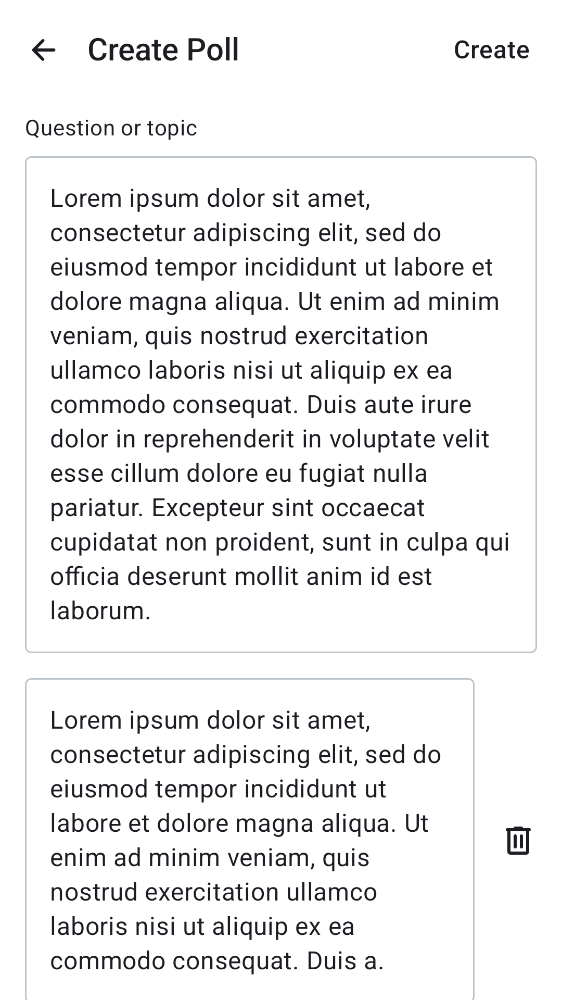 Create Poll
Create
Question or topic
Lorem ipsum dolor sit amet,
consectetur adipiscing elit, sed do
eiusmod tempor incididunt ut labore et
dolore magna aliqua. Ut enim ad minim
veniam, quis nostrud exercitation
ullamco laboris nisi ut aliquip ex ea
commodo consequat. Duis aute irure
dolor in reprehenderit in voluptate velit
esse cillum dolore eu fugiat nulla
pariatur. Excepteur sint occaecat
cupidatat non proident, sunt in culpa qui
officia deserunt mollit anim id est
laborum.
Lorem ipsum dolor sit amet,
consectetur adipiscing elit, sed do
eiusmod tempor incididunt ut
labore et dolore magna aliqua. Ut
enim ad minim veniam, quis
nostrud exercitation ullamco
laboris nisi ut aliquip ex ea
commodo consequat. Duis a.